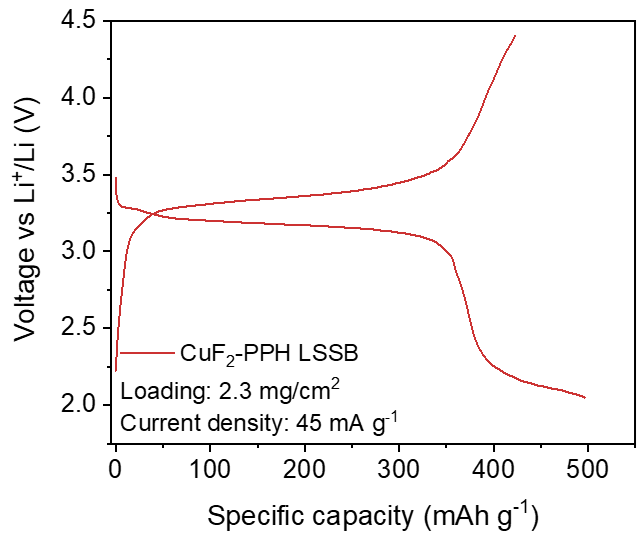 4.5
4.0
3.5
3.0
2.5
2.0
Voltage vs Li⁺/Li (V)
CuF₂-PPH LSSB
Loading: 2.3 mg/cm²
Current density: 45 mA g⁻¹
0 100 200 300 400 500
Specific capacity (mAh g⁻¹)